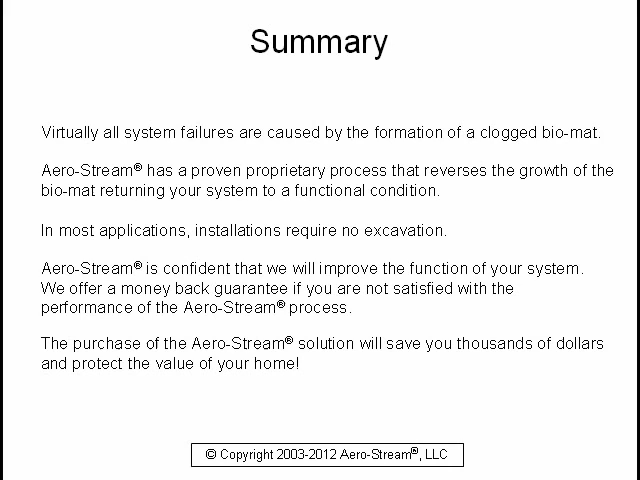 Summary
Virtually all system failures are caused by the formation of a clogged bio-mat.
Aero-Stream® has a proven proprietary process that reverses the growth of the
bio-mat returning your system to a functional condition.
In most applications, installations require no excavation.
Aero-Stream® is confident that we will improve the function of your system.
We offer a money back guarantee if you are not satisfied with the
performance of the Aero-Stream® process.
The purchase of the Aero-Stream® solution will save you thousands of dollars
and protect the value of your home!
© Copyright 2003-2012 Aero-Stream®, LLC